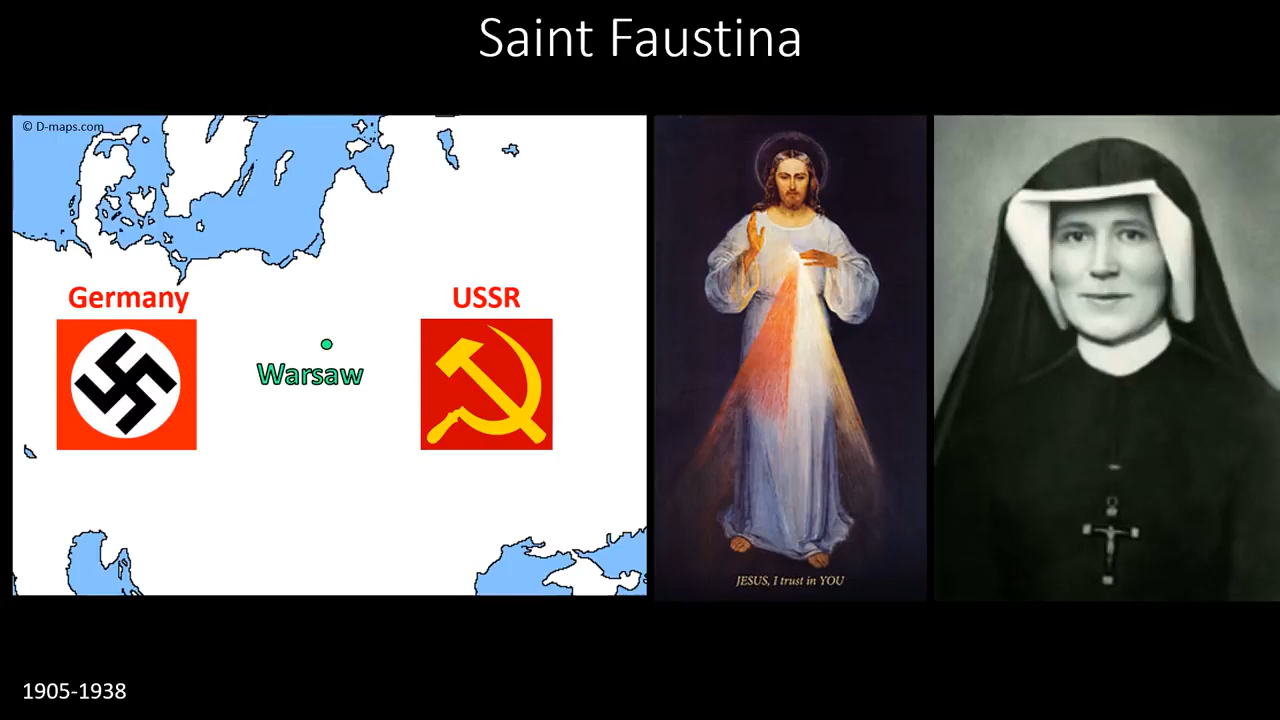 Saint Faustina
© D-maps.com
Germany
USSR
Warsaw
JESUS, I trust in YOU
1905-1938